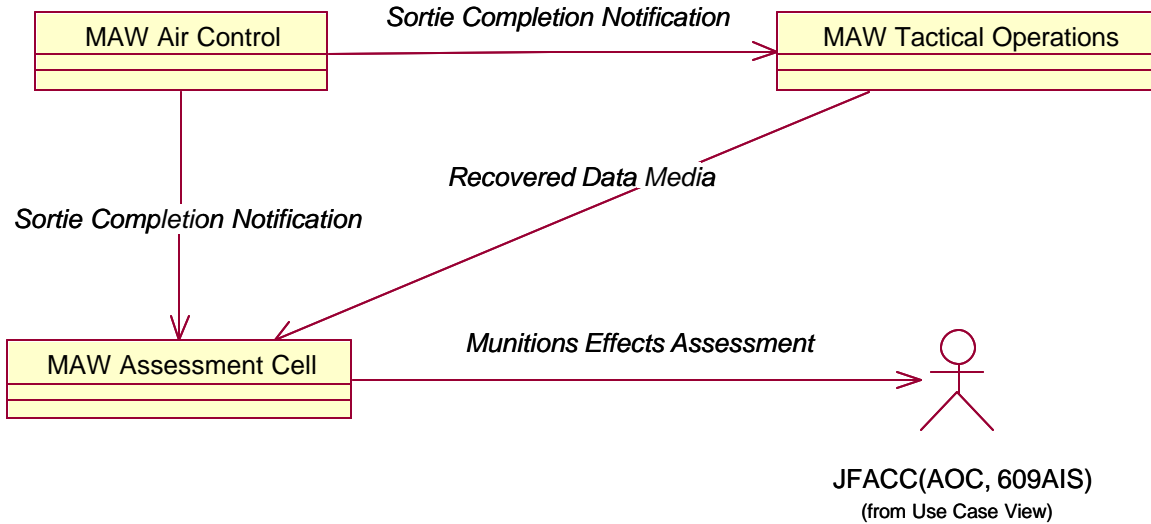 Sortie Completion Notification
MAW Air Control
MAW Tactical Operations
Recovered Data Media
Sortie Completion Notification
Munitions Effects Assessment
MAW Assessment Cell
JFACC(AOC, 609AIS)
(from Use Case View)